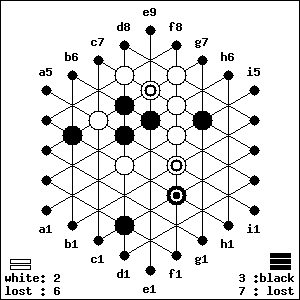 e9
d8 f8
c7 g7
b6 h6
a5 i5
a1 i1
b1 h1
c1 g1
d1 f1
e1
white: 2 3 :black
lost : 6 7 : lost